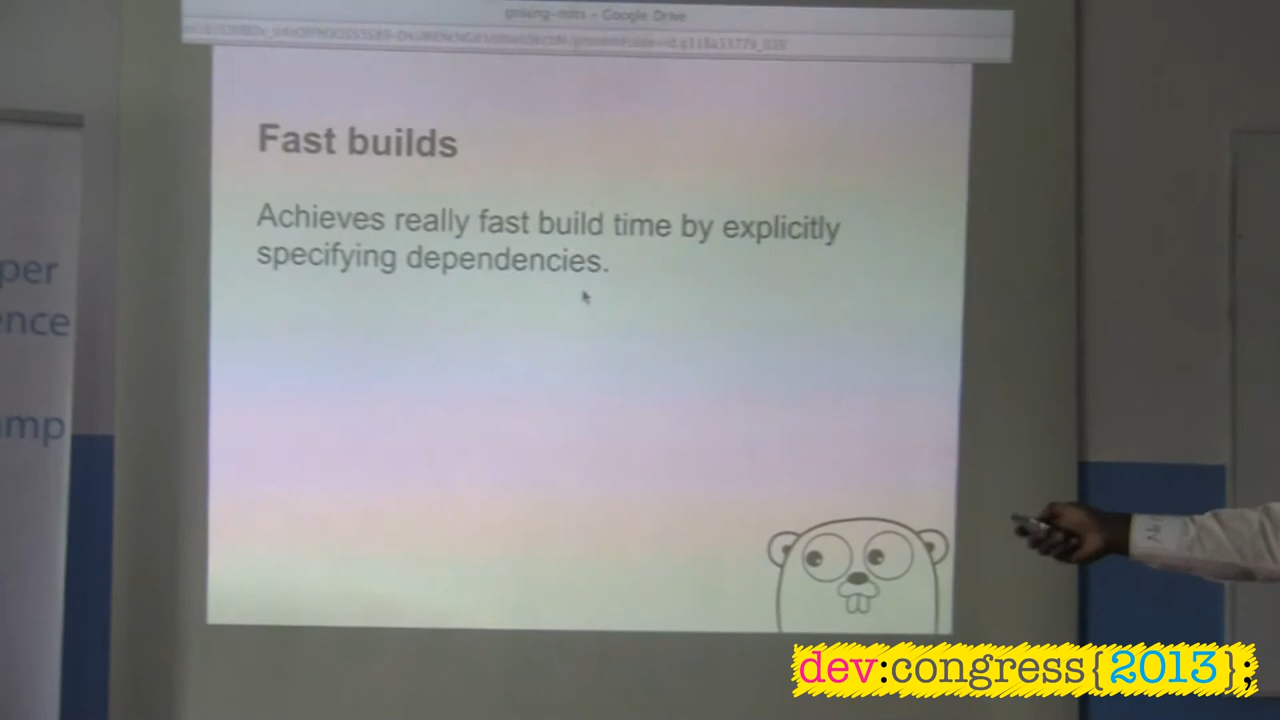 golang-mits - Google Drive
Fast builds
Achieves really fast build time by explicitly
specifying dependencies.
per
ence
amp
dev:congress{2013};